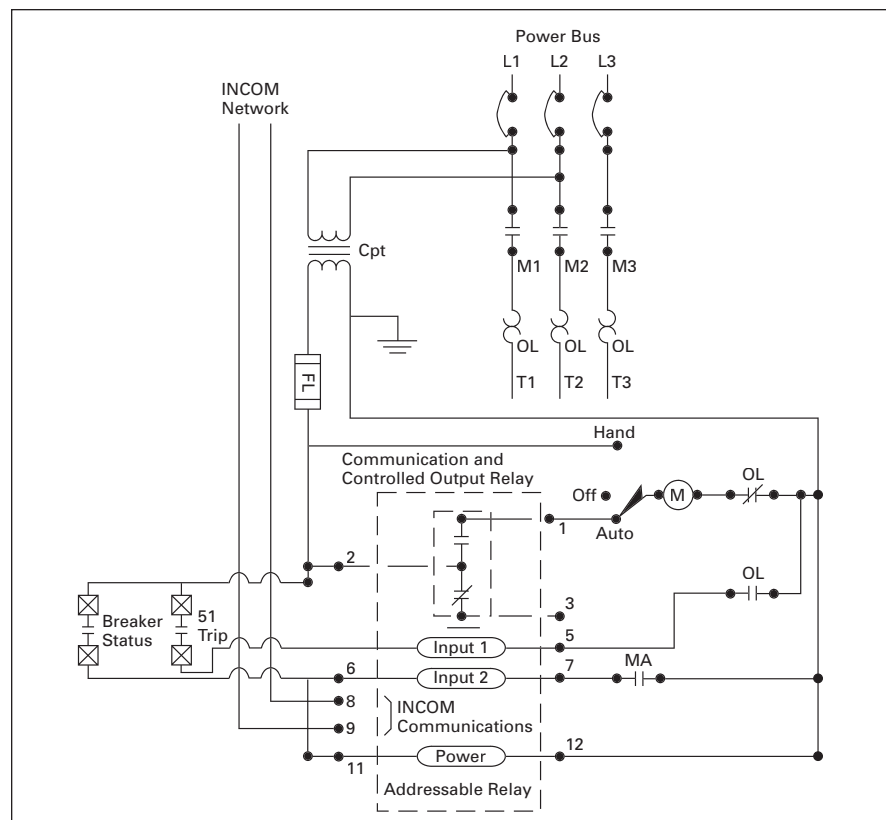 Power Bus
L1 L2 L3
INCOM
Network
Cpt
M1 M2 M3
OL OL OL
T1 T2 T3
FL
Hand
Communication and
Controlled Output Relay
Off
M
OL
1
Auto
2
OL
3
Breaker
Status
51
Trip
Input 1
5
6
Input 2
7
MA
8
INCOM
Communications
9
11
Power
12
Addressable Relay